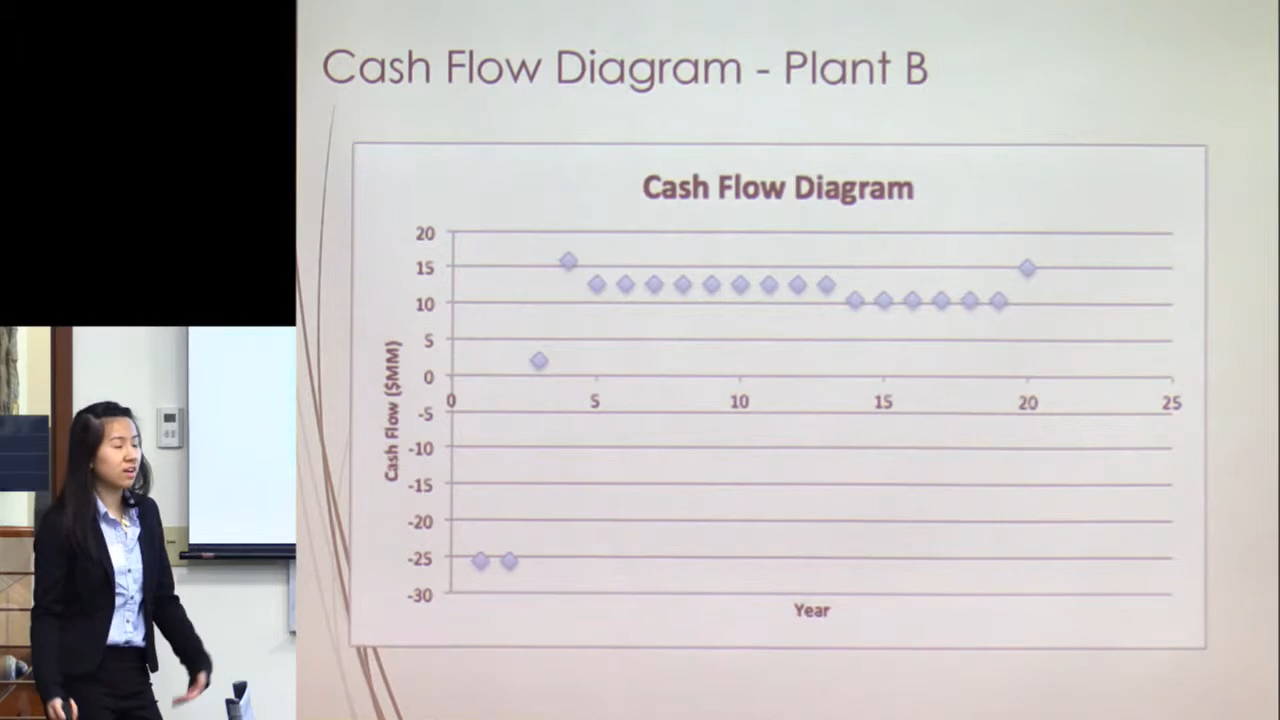 Cash Flow Diagram - Plant B
Cash Flow Diagram
20
15
10
5
0
-5
-10
-15
-20
-25
-30
Cash Flow ($MM)
0 5 10 15 20 25
Year